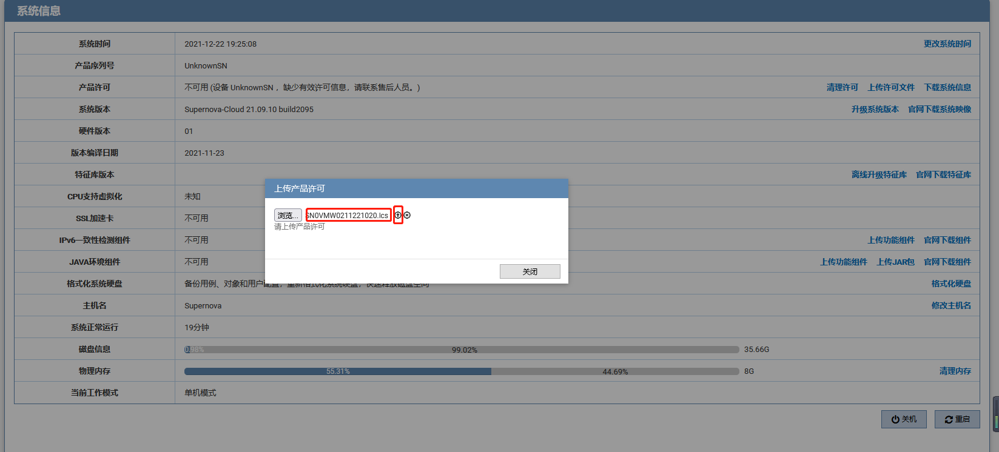 系统信息
系统时间 2021-12-22 19:25:08 更改系统时间
产品序列号 UnknownSN
产品许可 不可用 (设备 UnknownSN ，缺少有效许可信息，请联系售后人员。) 清理许可 上传许可文件 下载系统信息
系统版本 Supernova-Cloud 21.09.10 build2095 升级系统版本 官网下载系统映像
硬件版本 01
版本编译日期 2021-11-23
特征库版本 离线升级特征库 官网下载特征库
上传产品许可
CPU支持虚拟化 未知
浏览... SN0VMW0211221020.lcs
请上传产品许可
SSL加速卡 不可用
IPv6一致性检测组件 不可用 上传功能组件 官网下载组件
JAVA环境组件 不可用 上传功能组件 上传JAR包 官网下载组件
关闭
格式化系统硬盘 备份用例、对象和用户配置，重新格式化系统硬盘，快速释放磁盘空间 格式化硬盘
主机名 Supernova 修改主机名
系统正常运行 19分钟
磁盘信息 0.98% 99.02% 35.66G
物理内存 55.31% 44.69% 8G 清理内存
当前工作模式 单机模式
关机 重启